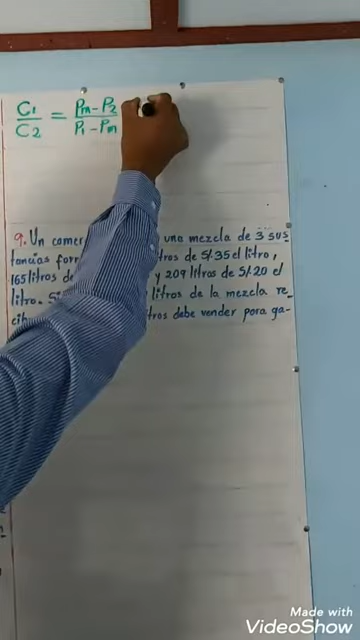 C1/C2 = Pm - P2/P1 - Pm
9. Un comer una mezcla de 3 sus
tancias for tros de S/.35 el litro,
165 litros de y 209 litros de S/.20 el
litro. S litros de la mezcla re_
cib tros debe vender para ga-
Made with
VideoShow